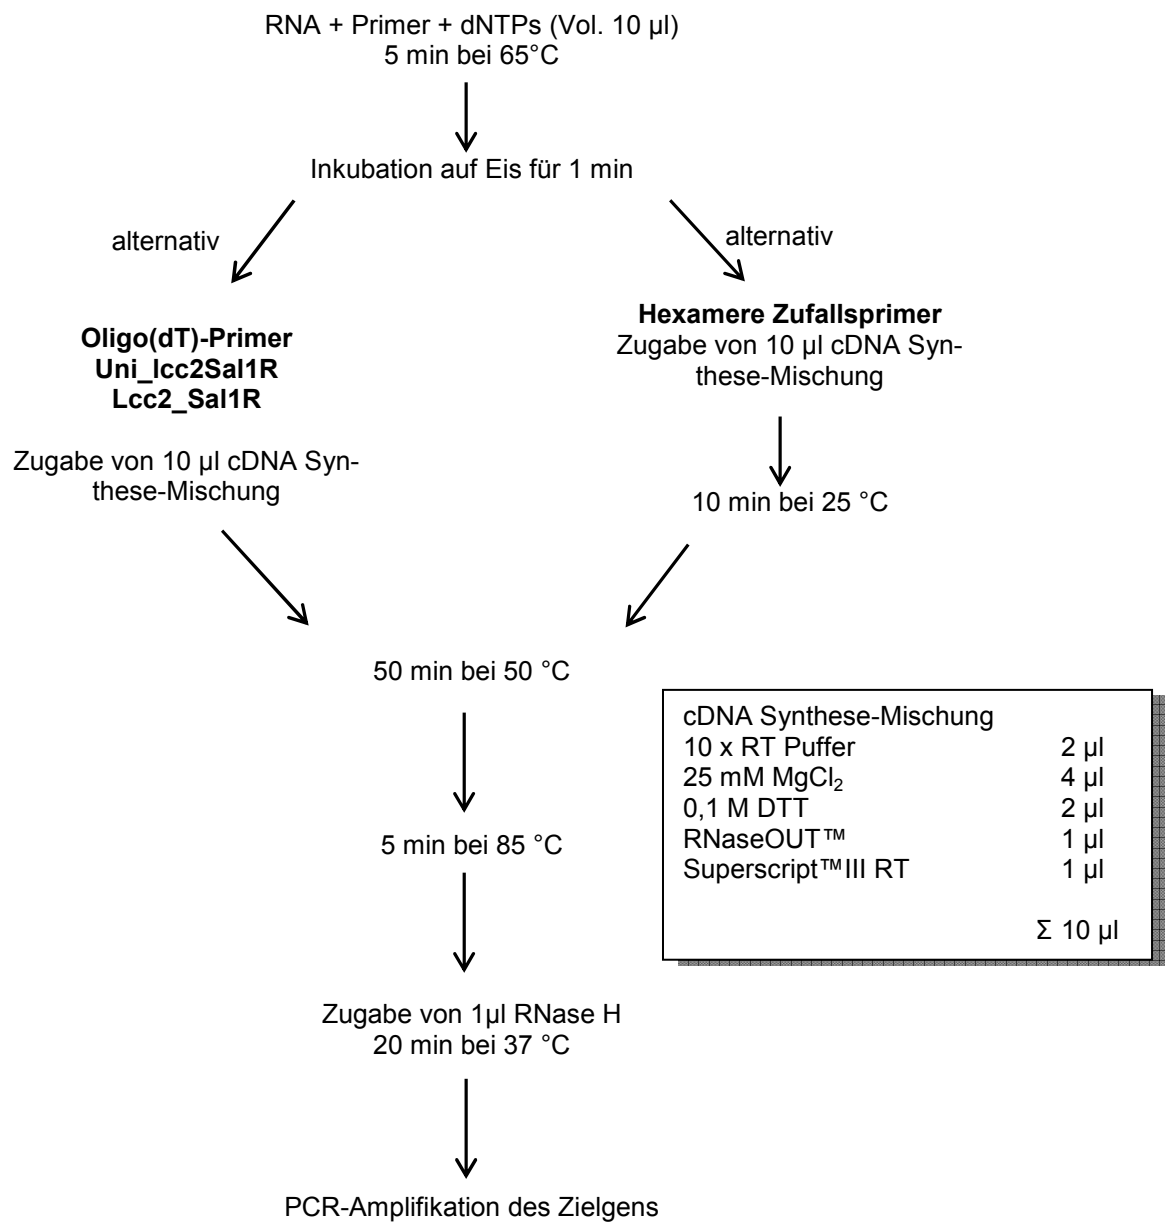 RNA + Primer + dNTPs (Vol. 10 µl)
5 min bei 65°C
Inkubation auf Eis für 1 min
alternativ
alternativ
Oligo(dT)-Primer
Uni_lcc2Sal1R
Lcc2_Sal1R
Zugabe von 10 µl cDNA Syn-
these-Mischung
Hexamere Zufallsprimer
Zugabe von 10 µl cDNA Syn-
these-Mischung
10 min bei 25 °C
50 min bei 50 °C
cDNA Synthese-Mischung
10 x RT Puffer 2 µl
25 mM MgCl₂ 4 µl
0,1 M DTT 2 µl
RNaseOUT™ 1 µl
Superscript™III RT 1 µl
Σ 10 µl
5 min bei 85 °C
Zugabe von 1µl RNase H
20 min bei 37 °C
PCR-Amplifikation des Zielgens